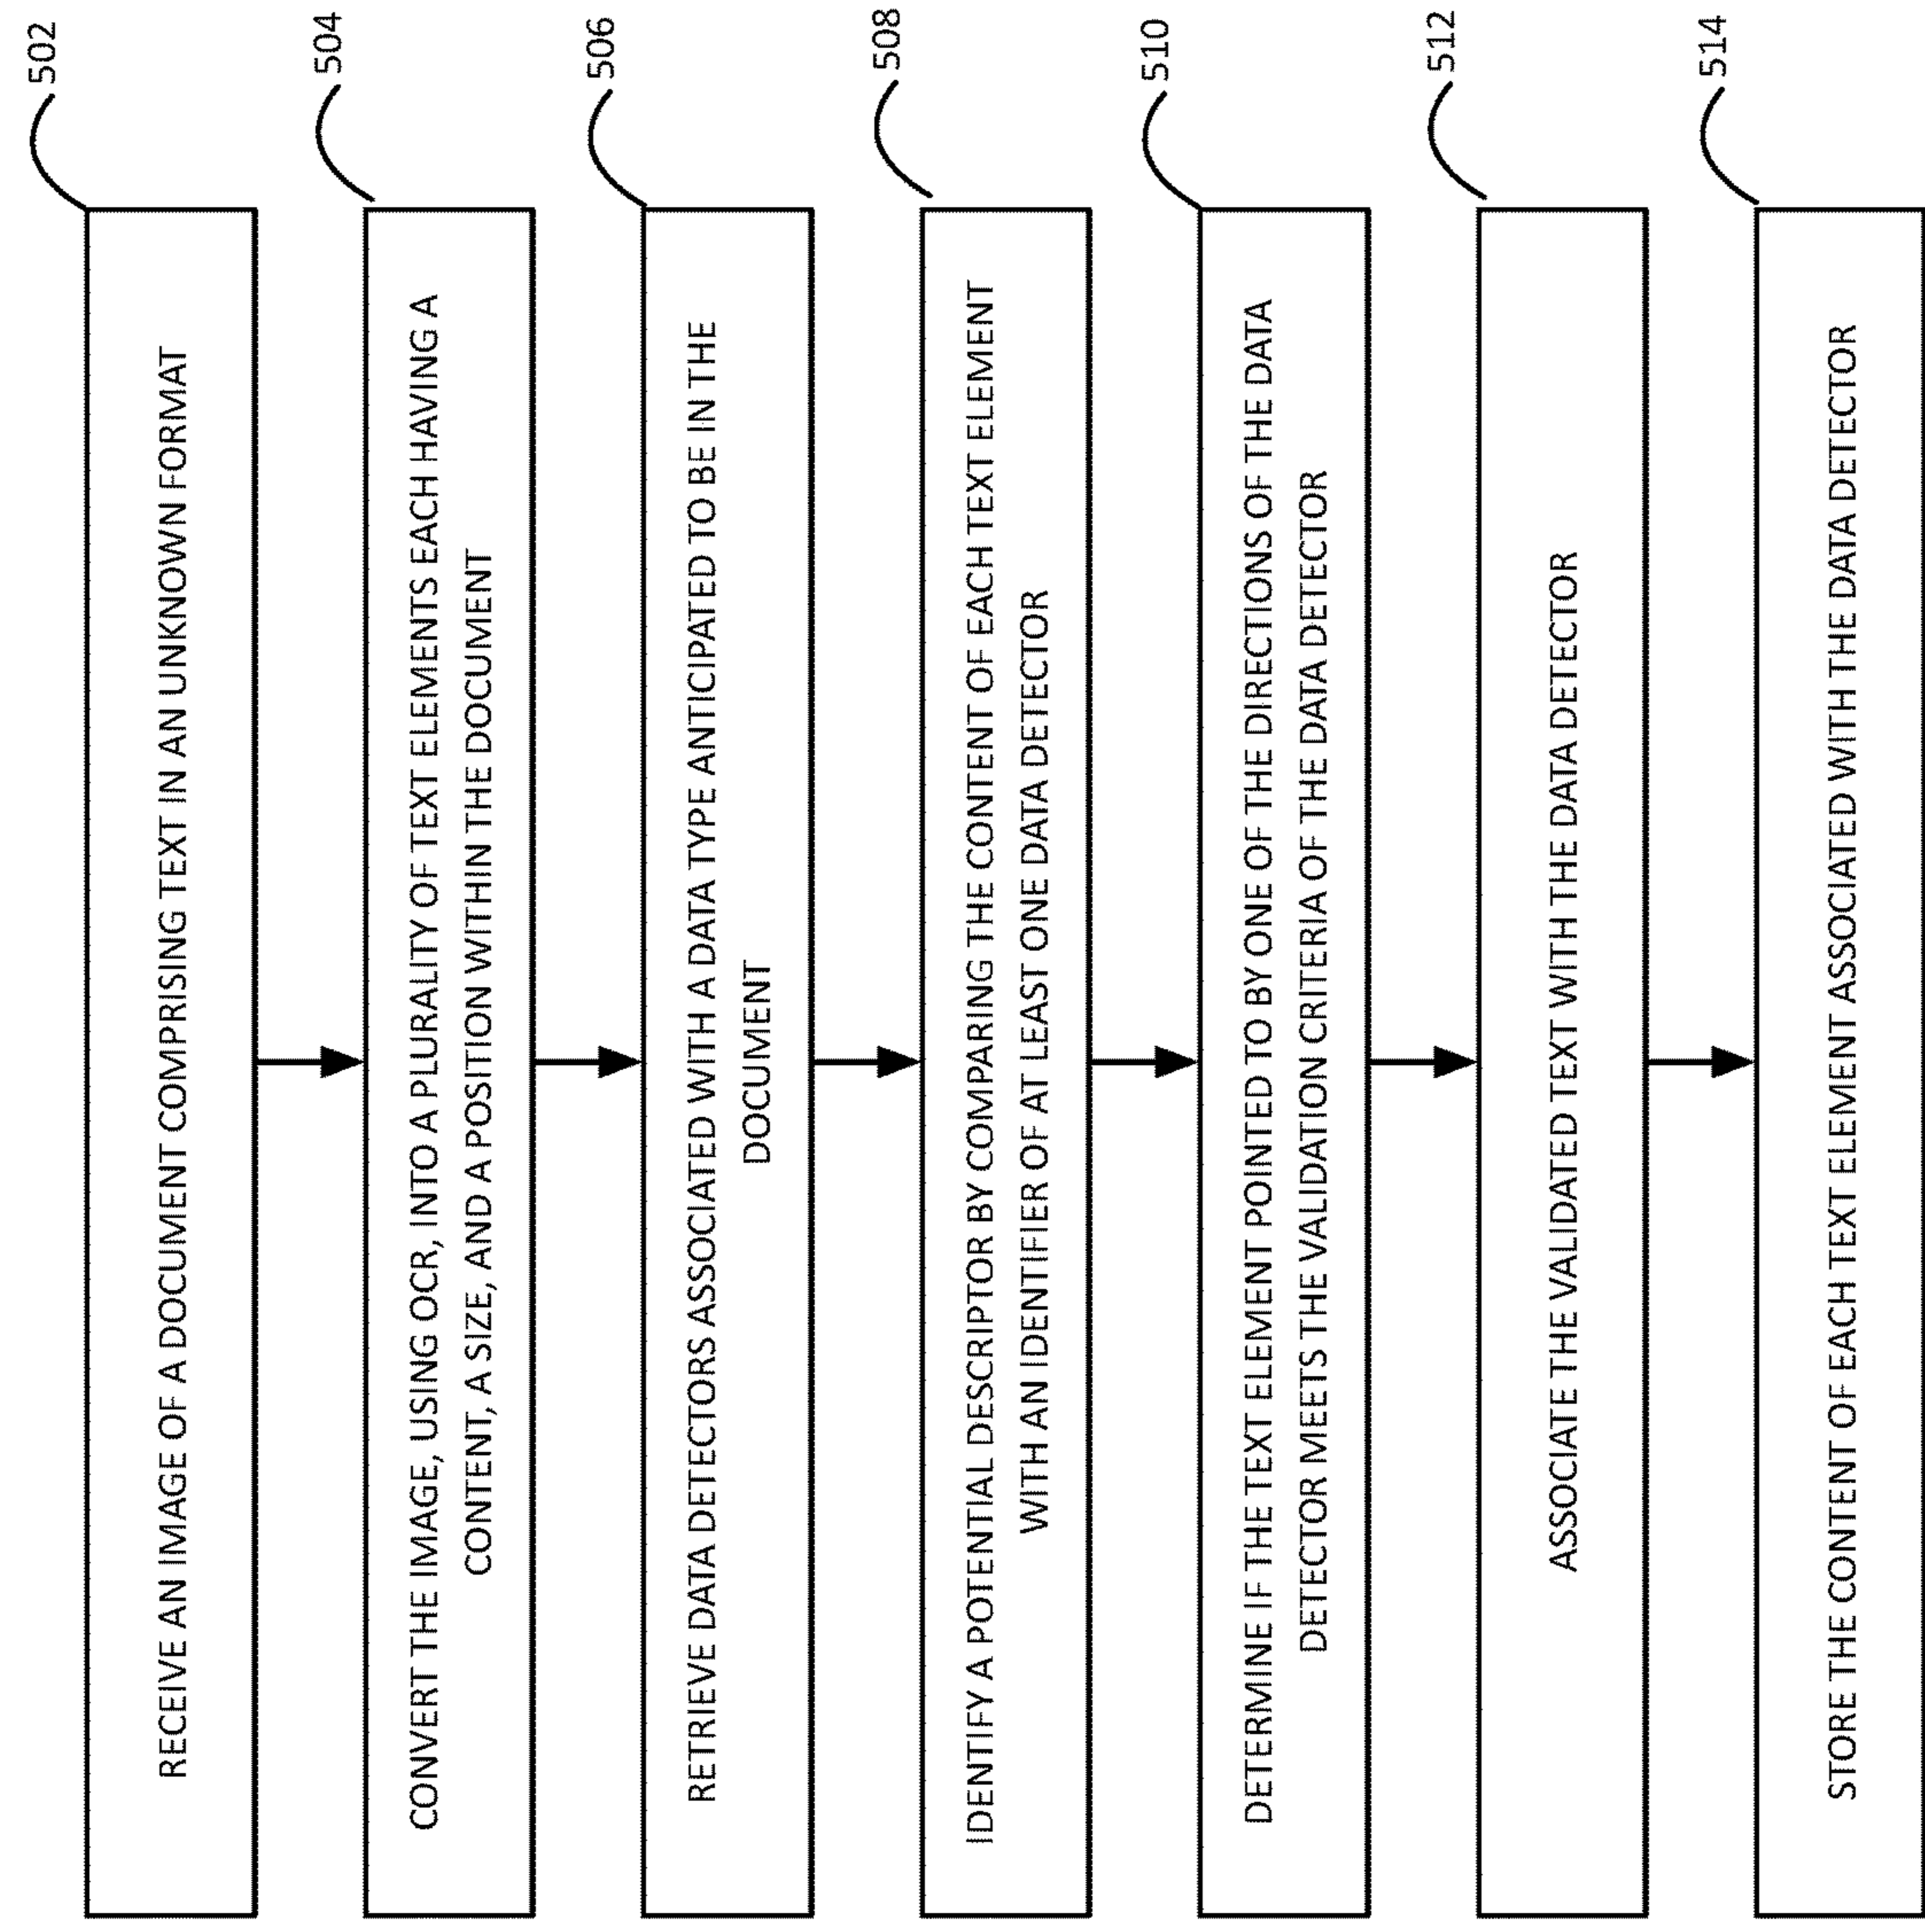 502
RECEIVE AN IMAGE OF A DOCUMENT COMPRISING TEXT IN AN UNKNOWN FORMAT
504
CONVERT THE IMAGE, USING OCR, INTO A PLURALITY OF TEXT ELEMENTS EACH HAVING A
CONTENT, A SIZE, AND A POSITION WITHIN THE DOCUMENT
506
RETRIEVE DATA DETECTORS ASSOCIATED WITH A DATA TYPE ANTICIPATED TO BE IN THE
DOCUMENT
508
IDENTIFY A POTENTIAL DESCRIPTOR BY COMPARING THE CONTENT OF EACH TEXT ELEMENT
WITH AN IDENTIFIER OF AT LEAST ONE DATA DETECTOR
510
DETERMINE IF THE TEXT ELEMENT POINTED TO BY ONE OF THE DIRECTIONS OF THE DATA
DETECTOR MEETS THE VALIDATION CRITERIA OF THE DATA DETECTOR
512
ASSOCIATE THE VALIDATED TEXT WITH THE DATA DETECTOR
514
STORE THE CONTENT OF EACH TEXT ELEMENT ASSOCIATED WITH THE DATA DETECTOR